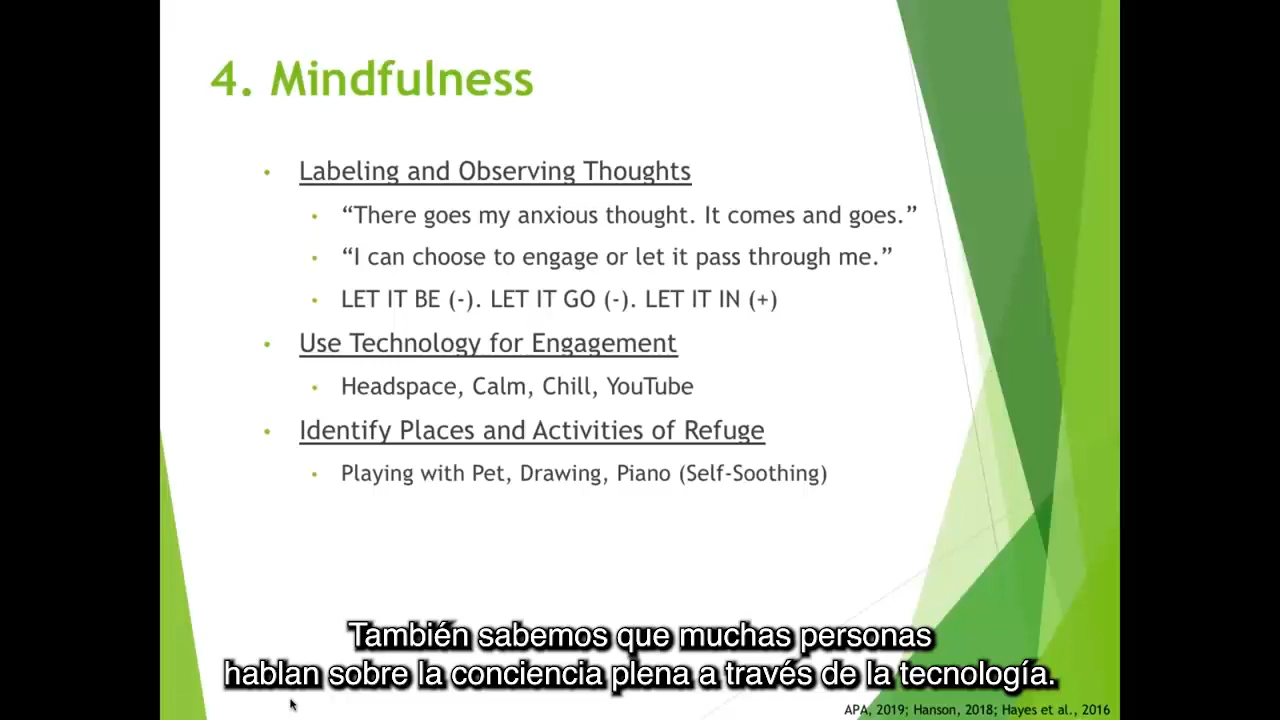 4. Mindfulness
• Labeling and Observing Thoughts
• “There goes my anxious thought. It comes and goes.”
• “I can choose to engage or let it pass through me.”
• LET IT BE (-). LET IT GO (-). LET IT IN (+)
• Use Technology for Engagement
• Headspace, Calm, Chill, YouTube
• Identify Places and Activities of Refuge
• Playing with Pet, Drawing, Piano (Self-Soothing)
También sabemos que muchas personas
hablan sobre la conciencia plena a través de la tecnología.
APA, 2019; Hanson, 2018; Hayes et al., 2016